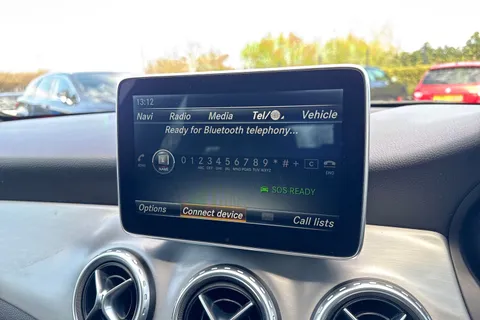 13:12
Navi Radio Media Tel/ Vehicle
Ready for Bluetooth telephony...
0 1 2 3 4 5 6 7 8 9 * # + C
NAME
SOS READY
Options Connect device Call lists